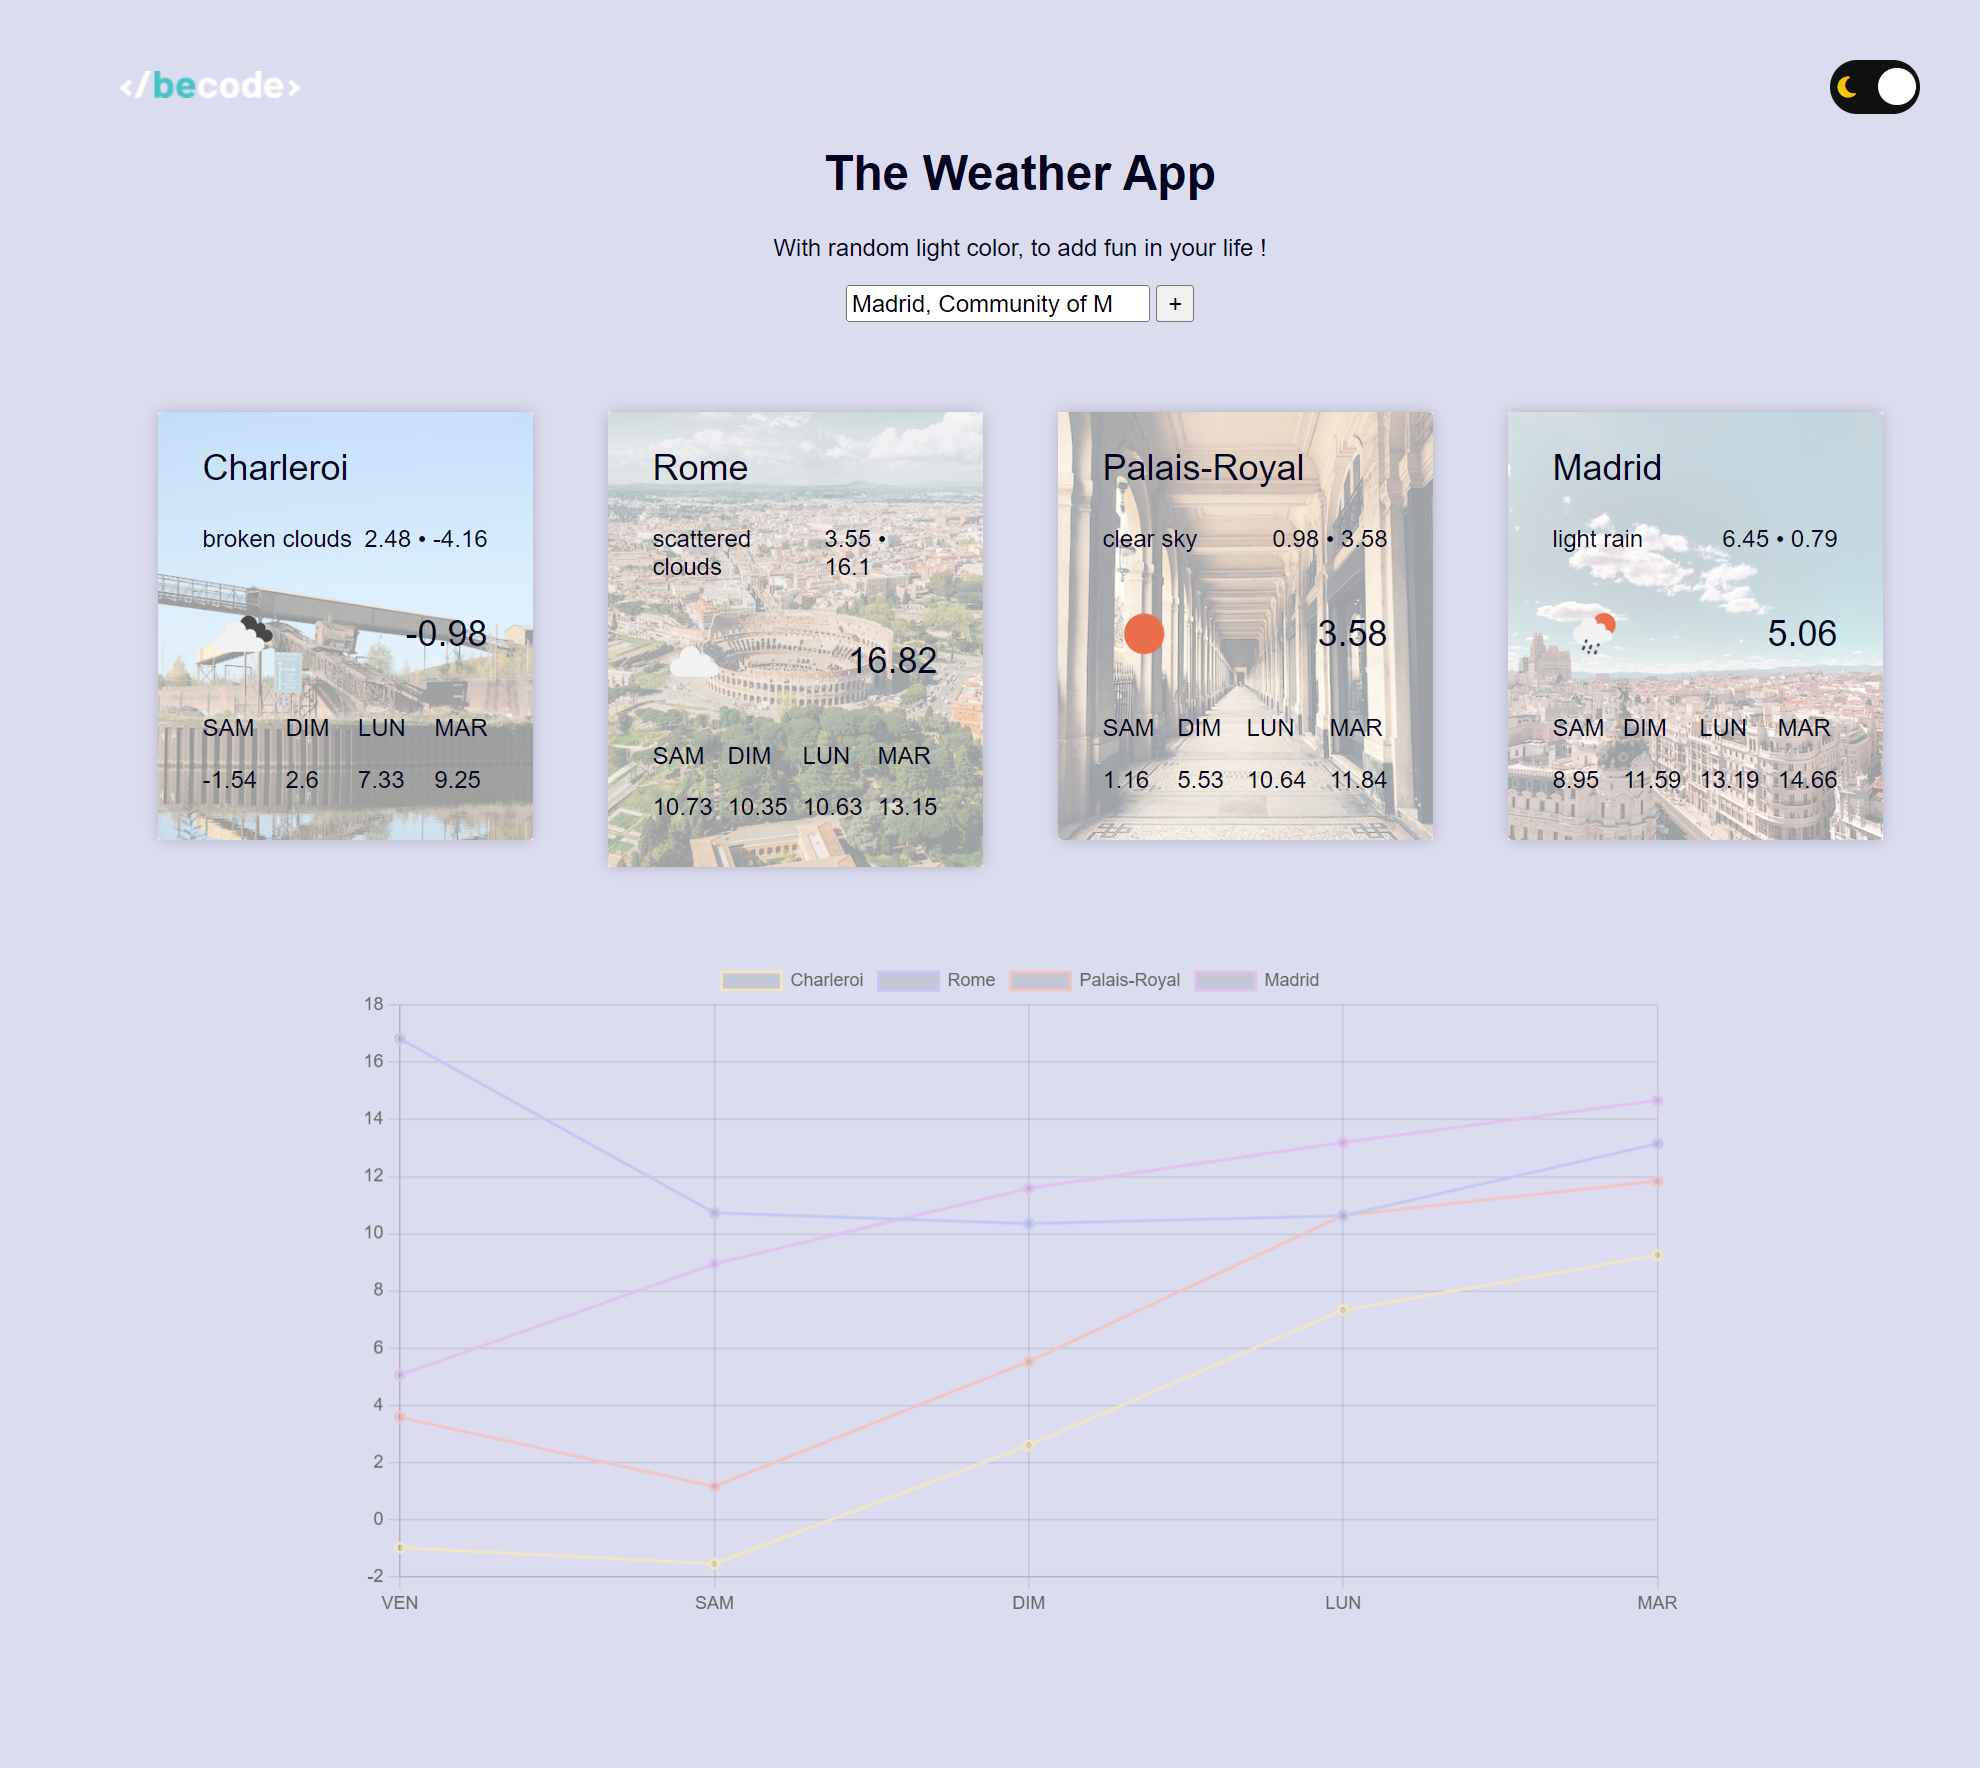 </becode>
The Weather App
With random light color, to add fun in your life !
Madrid, Community of M
+
Charleroi
broken clouds 2.48 • -4.16
-0.98
SAM DIM LUN MAR
-1.54 2.6 7.33 9.25
Rome
scattered clouds
3.55 • 16.1
16.82
SAM DIM LUN MAR
10.73 10.35 10.63 13.15
Palais-Royal
clear sky 0.98 • 3.58
3.58
SAM DIM LUN MAR
1.16 5.53 10.64 11.84
Madrid
light rain 6.45 • 0.79
5.06
SAM DIM LUN MAR
8.95 11.59 13.19 14.66
Charleroi Rome Palais-Royal Madrid
18
16
14
12
10
8
6
4
2
0
-2
VEN SAM DIM LUN MAR